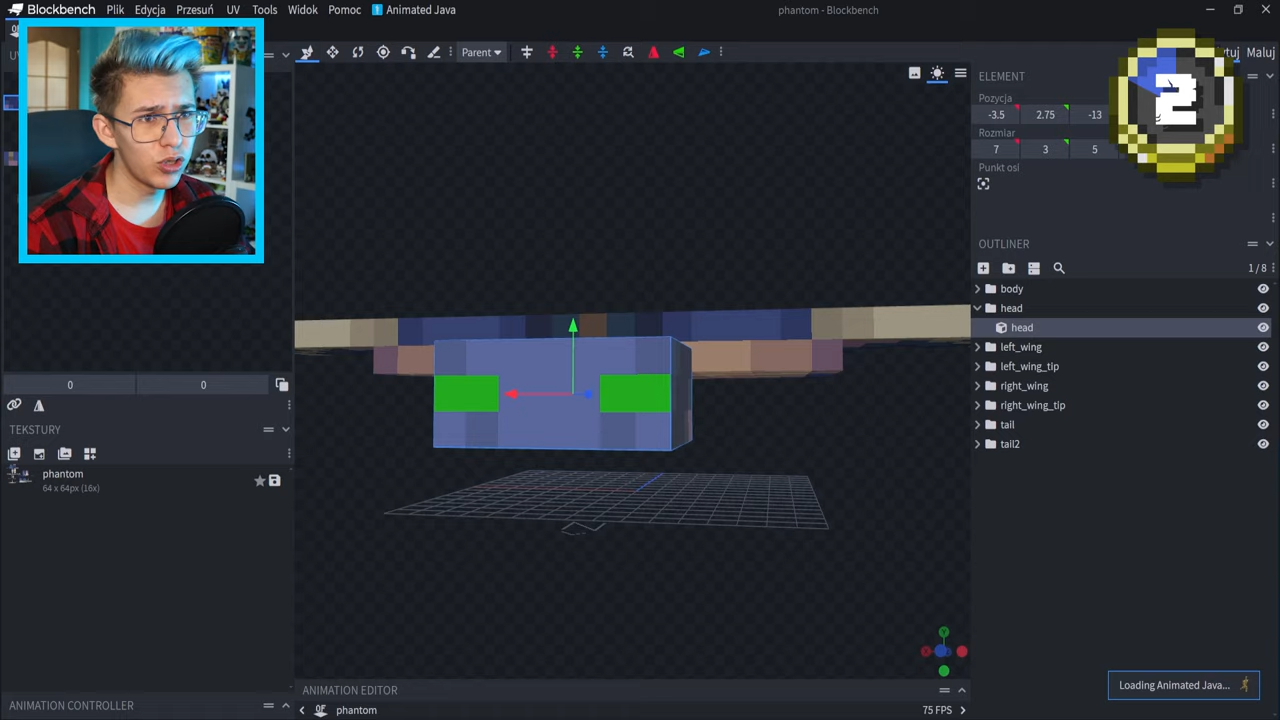 Blockbench Plik Edycja Przesuń UV Tools Widok Pomoc Animated Java phantom - Blockbench
Parent
Maluj
ELEMENT
Pozycja
-3.5 2.75 -13
2
Rozmiar
7 3 5
Punkt osi
OUTLINER
1/8
body
head
head
left_wing
left_wing_tip
right_wing
right_wing_tip
tail
tail2
0 0
TEKSTURY
phantom
64 x 64px (16x)
Loading Animated Java...
ANIMATION EDITOR
ANIMATION CONTROLLER
phantom
75 FPS